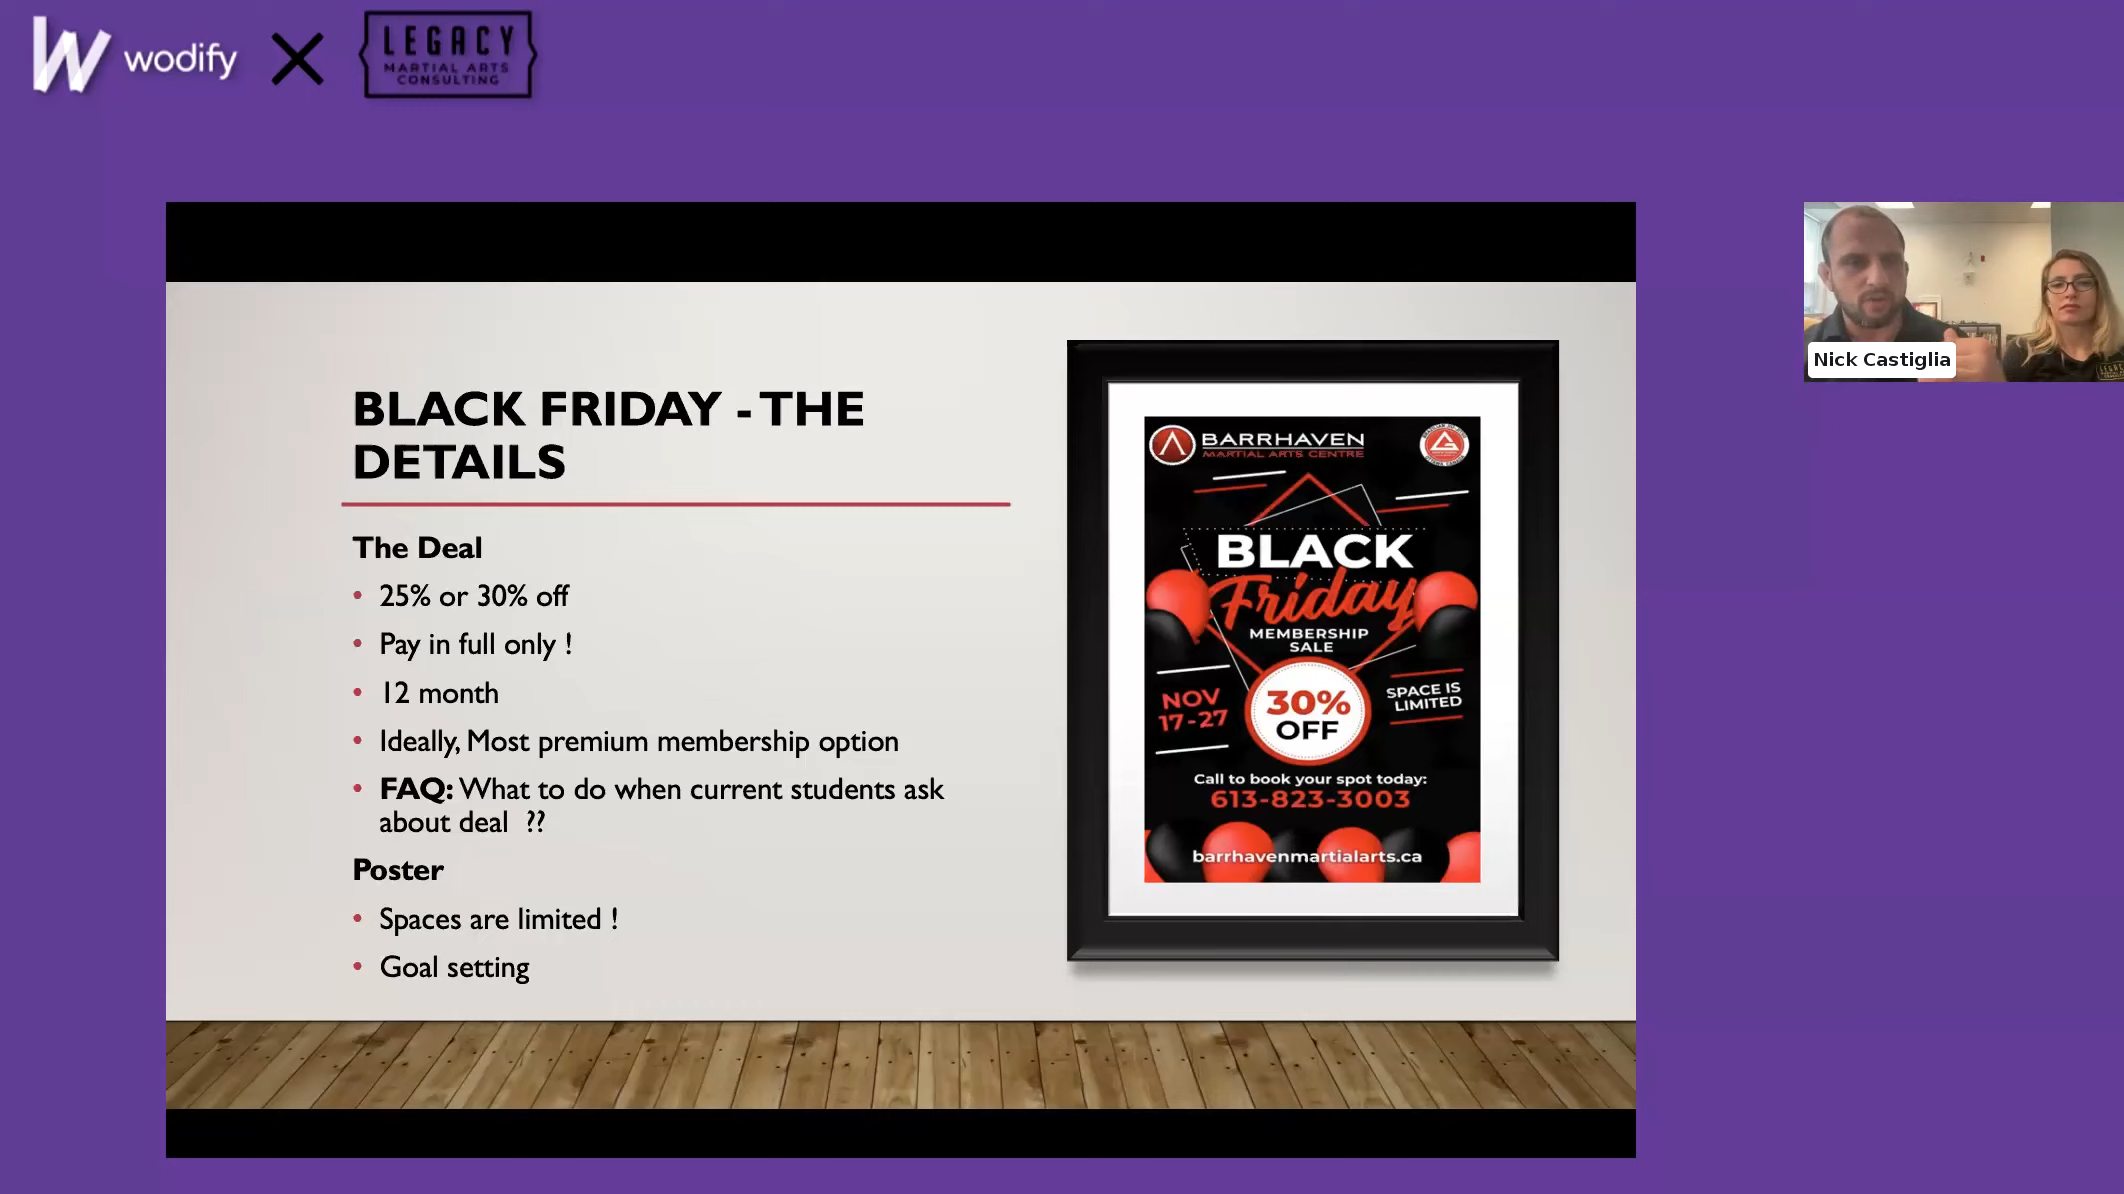 wodify
LEGACY
MARTIAL ARTS
CONSULTING
Nick Castiglia
BLACK FRIDAY - THE
DETAILS
The Deal
• 25% or 30% off
• Pay in full only !
• 12 month
• Ideally, Most premium membership option
• FAQ: What to do when current students ask
about deal ??
Poster
• Spaces are limited !
• Goal setting
BARRHAVEN
MARTIAL ARTS CENTRE
BLACK
Friday
MEMBERSHIP
SALE
NOV
17-27
30%
OFF
SPACE IS
LIMITED
Call to book your spot today:
613-823-3003
barrhavenmartialarts.ca